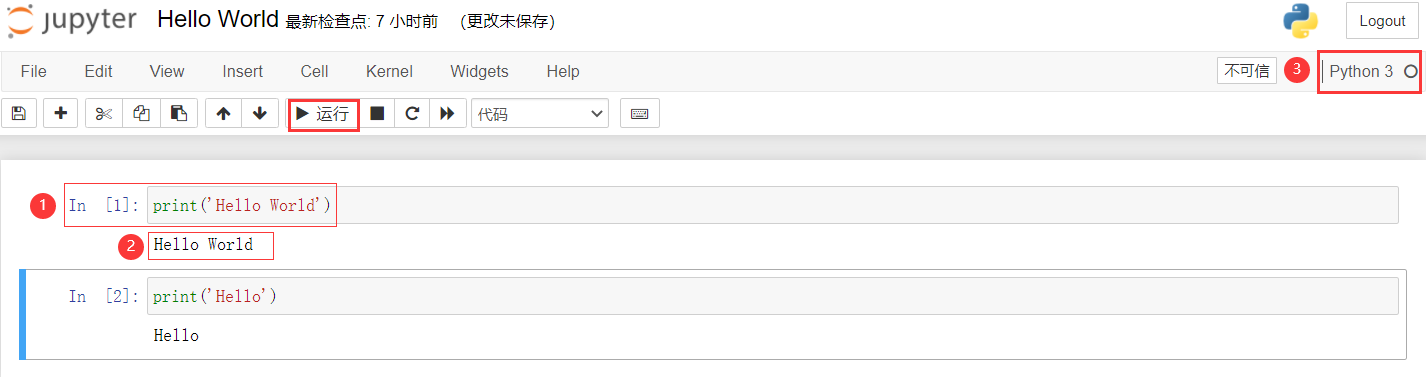 jupyter Hello World 最新检查点: 7 小时前 (更改未保存) Logout
File Edit View Insert Cell Kernel Widgets Help 不可信 3 Python 3
运行 代码
1 In [1]: print('Hello World')
2 Hello World
In [2]: print('Hello')
Hello